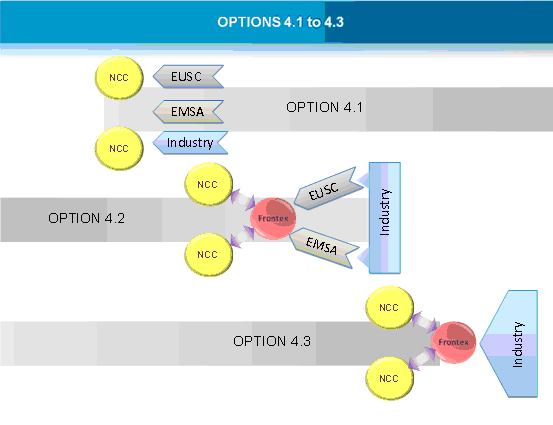 OPTIONS 4.1 to 4.3
NCC
EUSC
EMSA
OPTION 4.1
NCC
Industry
NCC
EUSC
Industry
OPTION 4.2
Frontex
EMSA
NCC
NCC
OPTION 4.3
Frontex
Industry
NCC